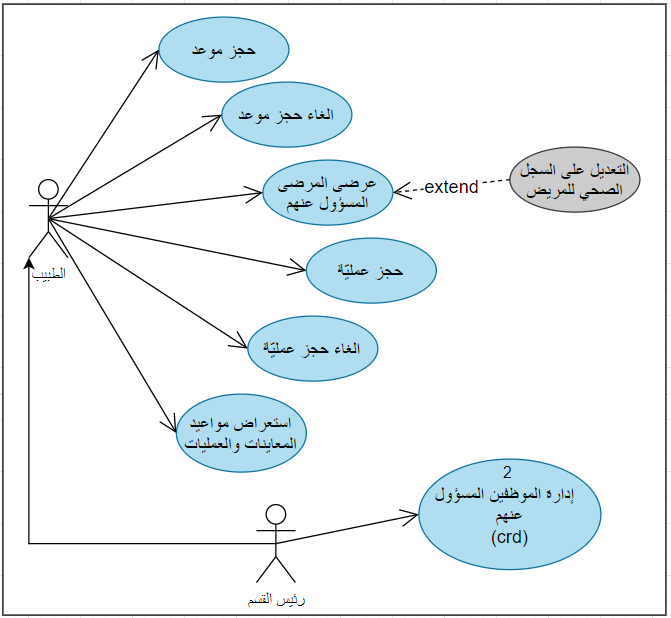 حجز موعد
الغاء حجز موعد
عرضى المرضى
المسؤول عنهم
extend
التعديل على السجل
الصحي للمريض
حجز عمليّة
الطبيب
الغاء حجز عمليّة
استعراض مواعيد
المعاينات والعمليات
2
إدارة الموظفين المسؤول
عنهم
(crd)
رئيس القسم